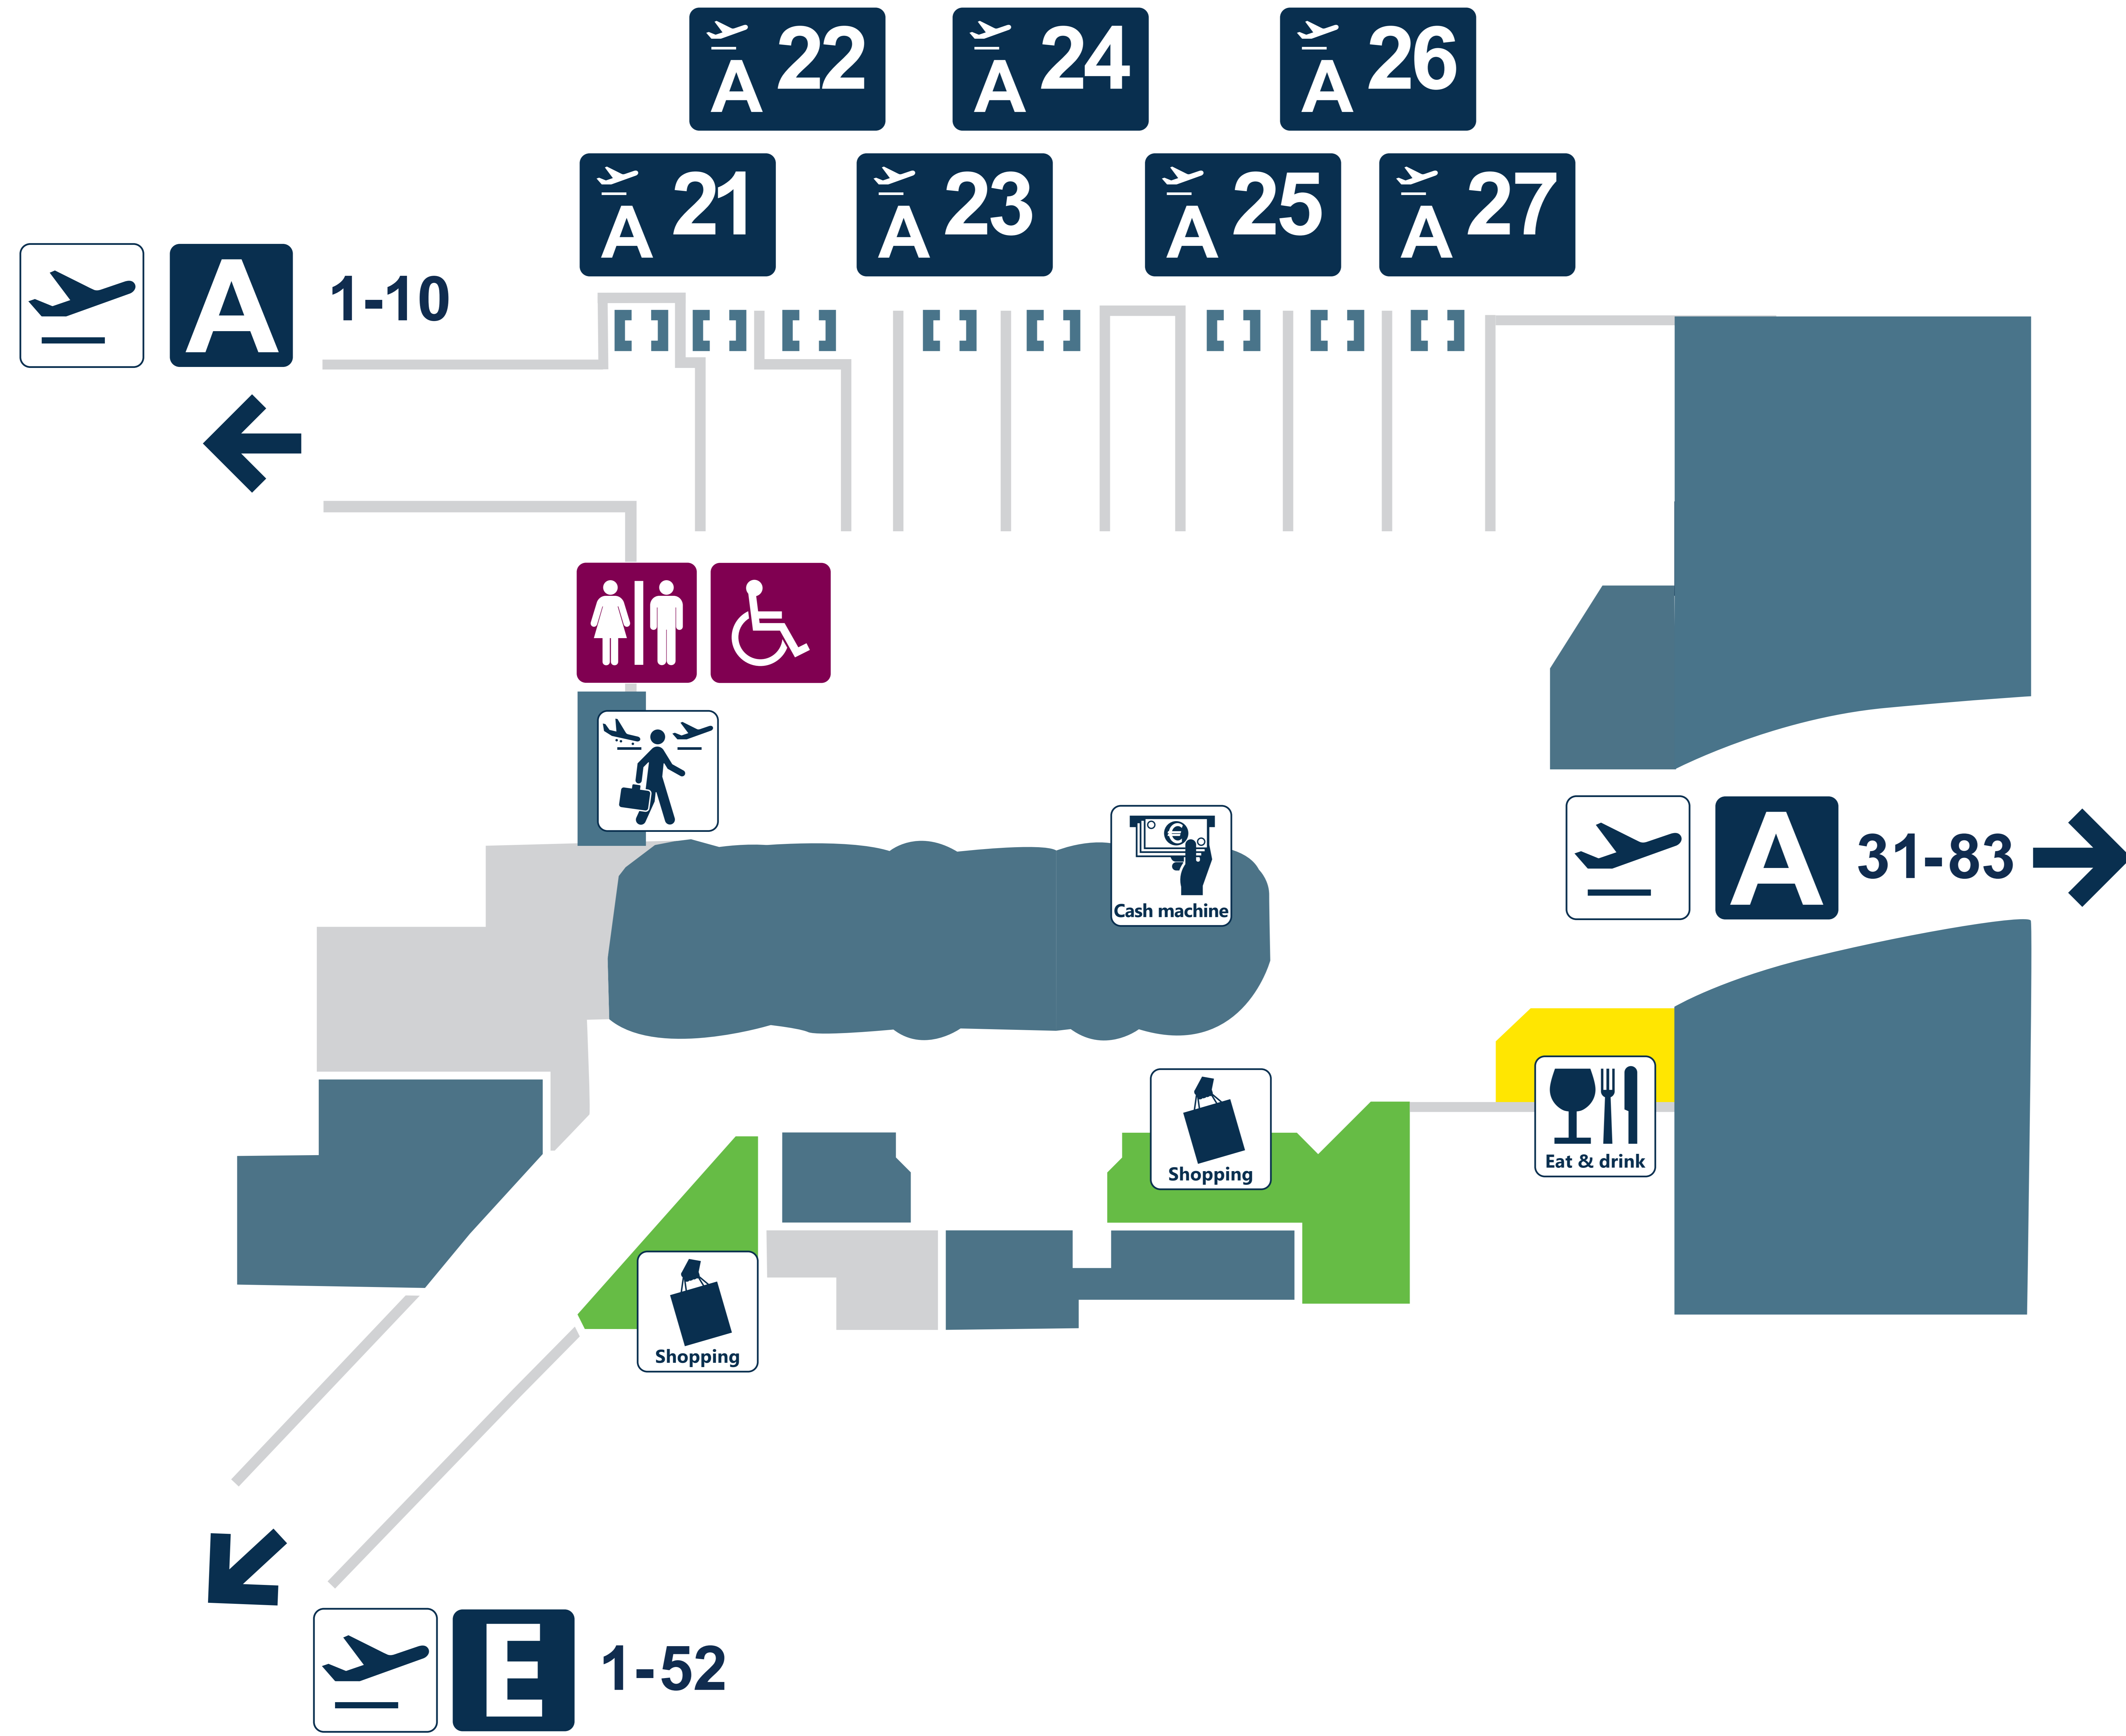 A 22
A 24
A 26
A 21
A 23
A 25
A 27
A 1-10
€
Cash machine
A 31-83
Shopping
Eat & drink
Shopping
E 1-52